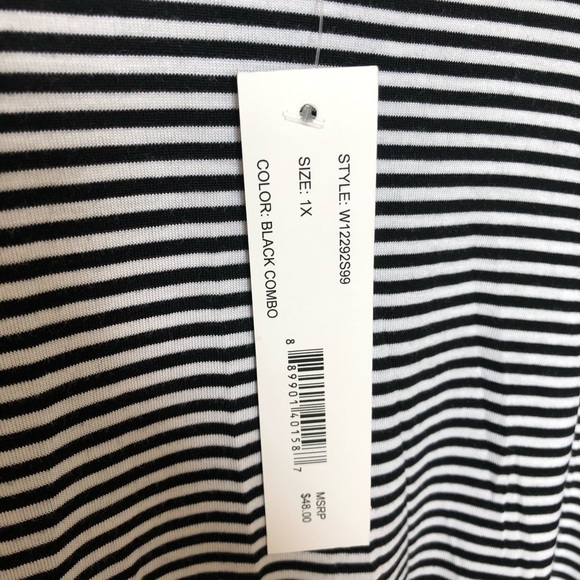 STYLE: W12292S99
SIZE: 1X
COLOR: BLACK COMBO
8 89901 40158 7
MSRP
$48.00